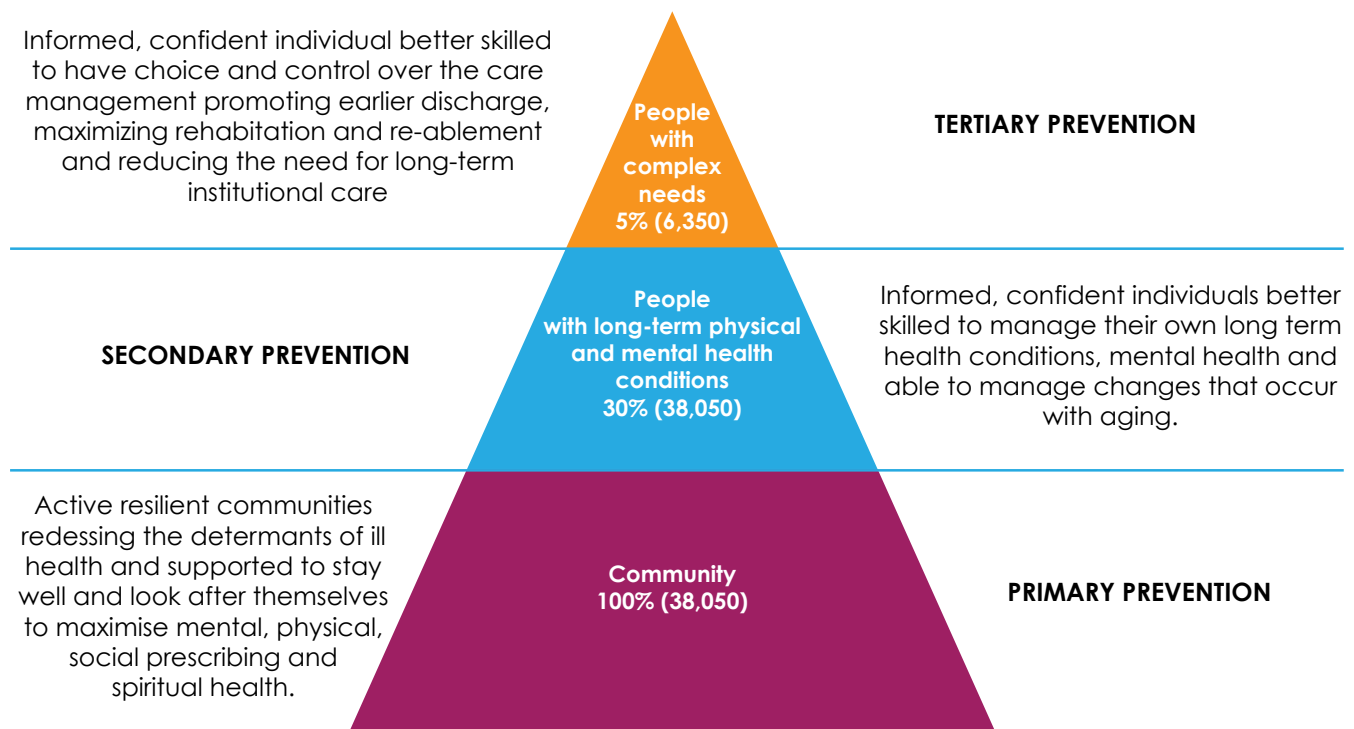 Informed, confident individual better skilled
to have choice and control over the care
management promoting earlier discharge,
maximizing rehabitation and re-ablement
and reducing the need for long-term
institutional care
People
with
complex
needs
5% (6,350)
TERTIARY PREVENTION
SECONDARY PREVENTION
People
with long-term physical
and mental health
conditions
30% (38,050)
Informed, confident individuals better
skilled to manage their own long term
health conditions, mental health and
able to manage changes that occur
with aging.
Active resilient communities
redessing the determants of ill
health and supported to stay
well and look after themselves
to maximise mental, physical,
social prescribing and
spiritual health.
Community
100% (38,050)
PRIMARY PREVENTION